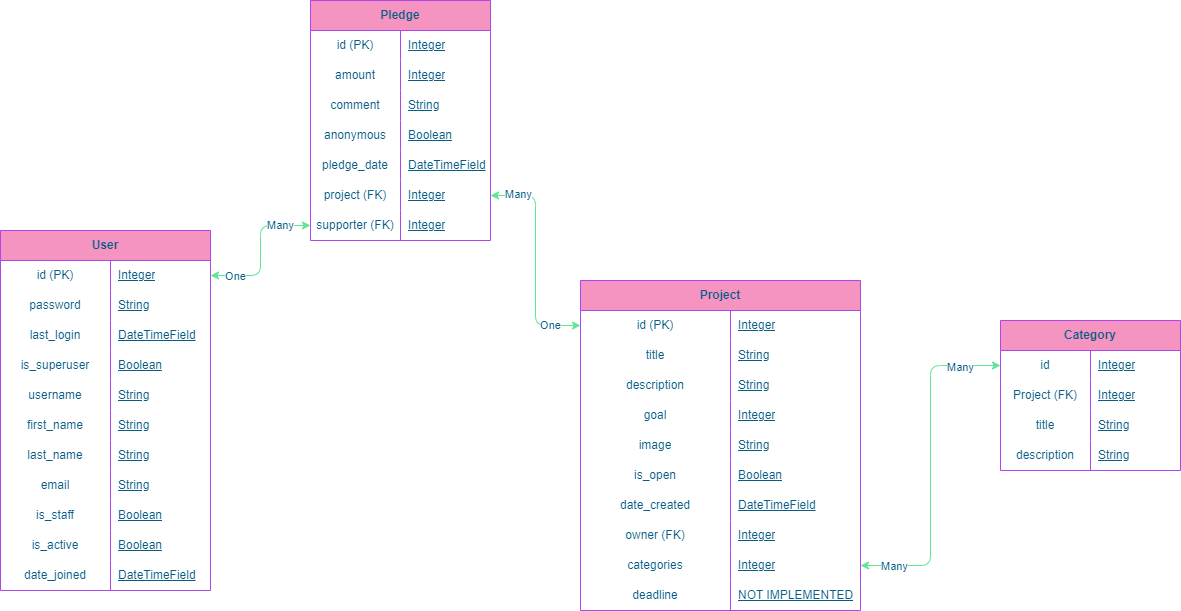 Pledge
id (PK) Integer
amount Integer
comment String
anonymous Boolean
pledge_date DateTimeField
project (FK) Integer
supporter (FK) Integer
Many
Many
One
One
User
id (PK) Integer
password String
last_login DateTimeField
is_superuser Boolean
username String
first_name String
last_name String
email String
is_staff Boolean
is_active Boolean
date_joined DateTimeField
Project
id (PK) Integer
title String
description String
goal Integer
image String
is_open Boolean
date_created DateTimeField
owner (FK) Integer
categories Integer
deadline NOT IMPLEMENTED
Many
Many
Category
id Integer
Project (FK) Integer
title String
description String